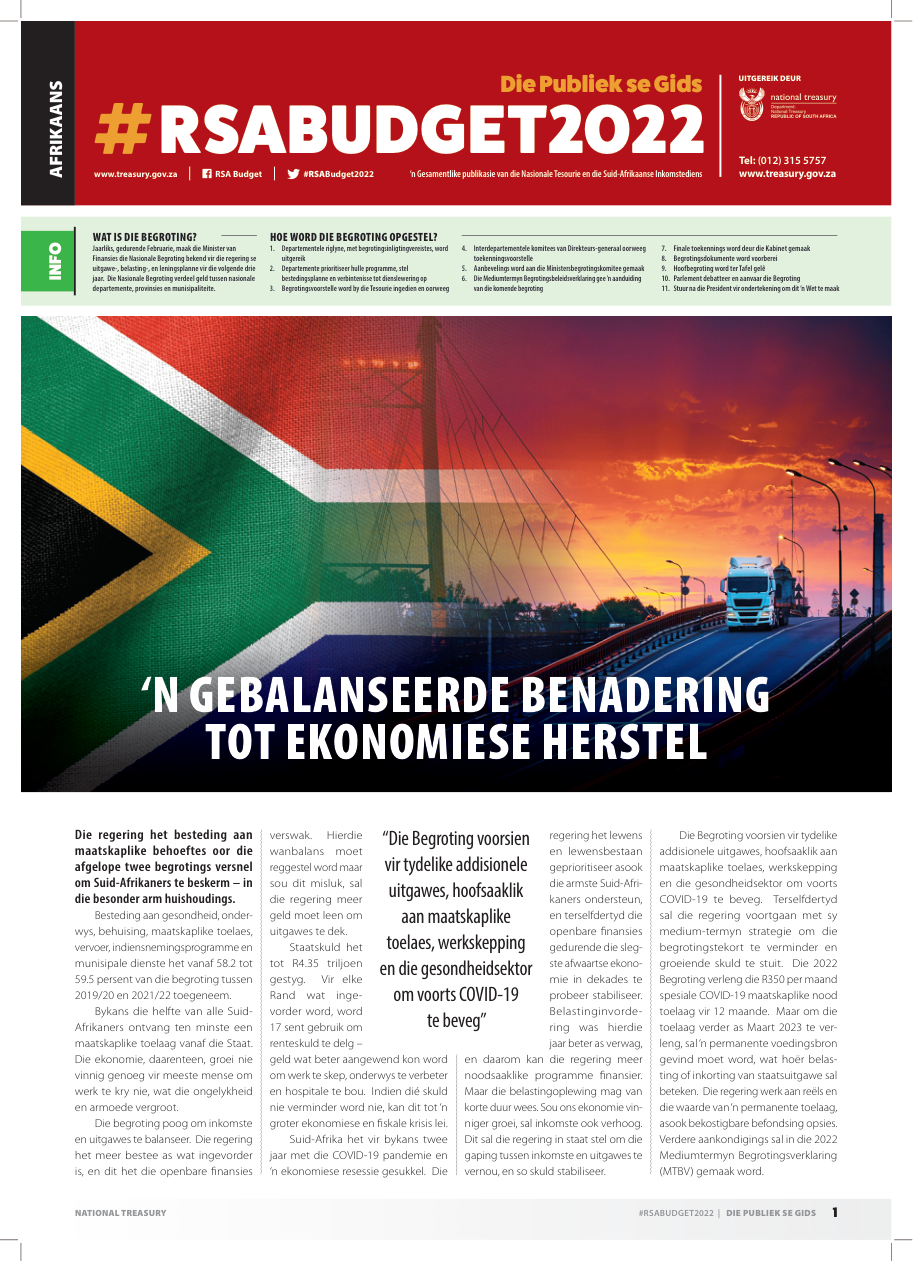 AFRIKAANS
Die Publiek se Gids
#RSABUDGET2022
www.treasury.gov.za
RSA Budget
#RSABudget2022
'n Gesamentlike publikasie van die Nasionale Tesourie en die Suid-Afrikaanse Inkomstediens
UITGEREIK DEUR
national treasury
Department:
National Treasury
REPUBLIC OF SOUTH AFRICA
Tel: (012) 315 5757
www.treasury.gov.za
INFO
WAT IS DIE BEGROTING?
Jaarliks, gedurende Februarie, maak die Minister van
Finansies die Nasionale Begroting bekend vir die regering se
uitgawe-, belasting-, en leningsplanne vir die volgende drie
jaar. Die Nasionale Begroting verdeel geld tussen nasionale
departemente, provinsies en munisipaliteite.
HOE WORD DIE BEGROTING OPGESTEL?
1. Departementele riglyne, met begrotingsinligtingvereistes, word
uitgereik
2. Departemente prioritiseer hulle programme, stel
bestedingsplanne en verbintenisse tot dienslewering op
3. Begrotingsvoorstelle word by die Tesourie ingedien en oorweeg
4. Interdepartementele komitees van Direkteurs-generaal oorweeg
toekenningsvoorstelle
5. Aanbevelings word aan die Ministersbegrotingskomitee gemaak
6. Die Mediumtermyn Begrotingsbeleidsverklaring gee 'n aanduiding
van die komende begroting
7. Finale toekennings word deur die Kabinet gemaak
8. Begrotingsdokumente word voorberei
9. Hoofbegroting word ter Tafel gelê
10. Parlement debatteer en aanvaar die Begroting
11. Stuur na die President vir ondertekening om dit 'n Wet te maak
'N GEBALANSEERDE BENADERING
TOT EKONOMIESE HERSTEL
Die regering het besteding aan
maatskaplike behoeftes oor die
afgelope twee begrotings versnel
om Suid-Afrikaners te beskerm – in
die besonder arm huishoudings.
Besteding aan gesondheid, onder-
wys, behuising, maatskaplike toelaes,
vervoer, indiensnemingsprogramme en
munisipale dienste het vanaf 58.2 tot
59.5 persent van die begroting tussen
2019/20 en 2021/22 toegeneem.
Bykans die helfte van alle Suid-
Afrikaners ontvang ten minste een
maatskaplike toelaag vanaf die Staat.
Die ekonomie, daarenteen, groei nie
vinnig genoeg vir meeste mense om
werk te kry nie, wat die ongelykheid
en armoede vergroot.
Die begroting poog om inkomste
en uitgawes te balanseer. Die regering
het meer bestee as wat ingevorder
is, en dit het die openbare finansies
verswak. Hierdie
wanbalans moet
reggestel word maar
sou dit misluk, sal
die regering meer
geld moet leen om
uitgawes te dek.
Staatskuld het
tot R4.35 triljoen
gestyg. Vir elke
Rand wat inge-
vorder word, word
17 sent gebruik om
renteskuld te delg –
geld wat beter aangewend kon word
om werk te skep, onderwys te verbeter
en hospitale te bou. Indien dié skuld
nie verminder word nie, kan dit tot 'n
groter ekonomiese en fiskale krisis lei.
Suid-Afrika het vir bykans twee
jaar met die COVID-19 pandemie en
'n ekonomiese resessie gesukkel. Die
"Die Begroting voorsien
vir tydelike addisionele
uitgawes, hoofsaaklik
aan maatskaplike
toelaes, werkskepping
en die gesondheidsektor
om voorts COVID-19
te beveg"
regering het lewens
en lewensbestaan
geprioritiseer asook
die armste Suid-Afri-
kaners ondersteun,
en terselfdertyd die
openbare finansies
gedurende die sleg-
ste afwaartse ekono-
mie in dekades te
probeer stabiliseer.
Belastinginvorde-
ring was hierdie
jaar beter as verwag,
en daarom kan die regering meer
noodsaaklike programme finansier.
Maar die belastingoplewing mag van
korte duur wees. Sou ons ekonomie vin-
niger groei, sal inkomste ook verhoog.
Dit sal die regering in staat stel om die
gaping tussen inkomste en uitgawes te
vernou, en so skuld stabiliseer.
Die Begroting voorsien vir tydelike
addisionele uitgawes, hoofsaaklik aan
maatskaplike toelaes, werkskepping
en die gesondheidsektor om voorts
COVID-19 te beveg. Terselfdertyd
sal die regering voortgaan met sy
medium-termyn strategie om die
begrotingstekort te verminder en
groeiende skuld te stuit. Die 2022
Begroting verleng die R350 per maand
spesiale COVID-19 maatskaplike nood
toelaag vir 12 maande. Maar om die
toelaag verder as Maart 2023 te ver-
leng, sal 'n permanente voedingsbron
gevind moet word, wat hoër belas-
ting of inkorting van staatsuitgawe sal
beteken. Die regering werk aan reëls en
die waarde van 'n permanente toelaag,
asook bekostigbare befondsing opsies.
Verdere aankondigings sal in die 2022
Mediumtermyn Begrotingsverklaring
(MTBV) gemaak word.
NATIONAL TREASURY
#RSABUDGET2022 | DIE PUBLIEK SE GIDS 1